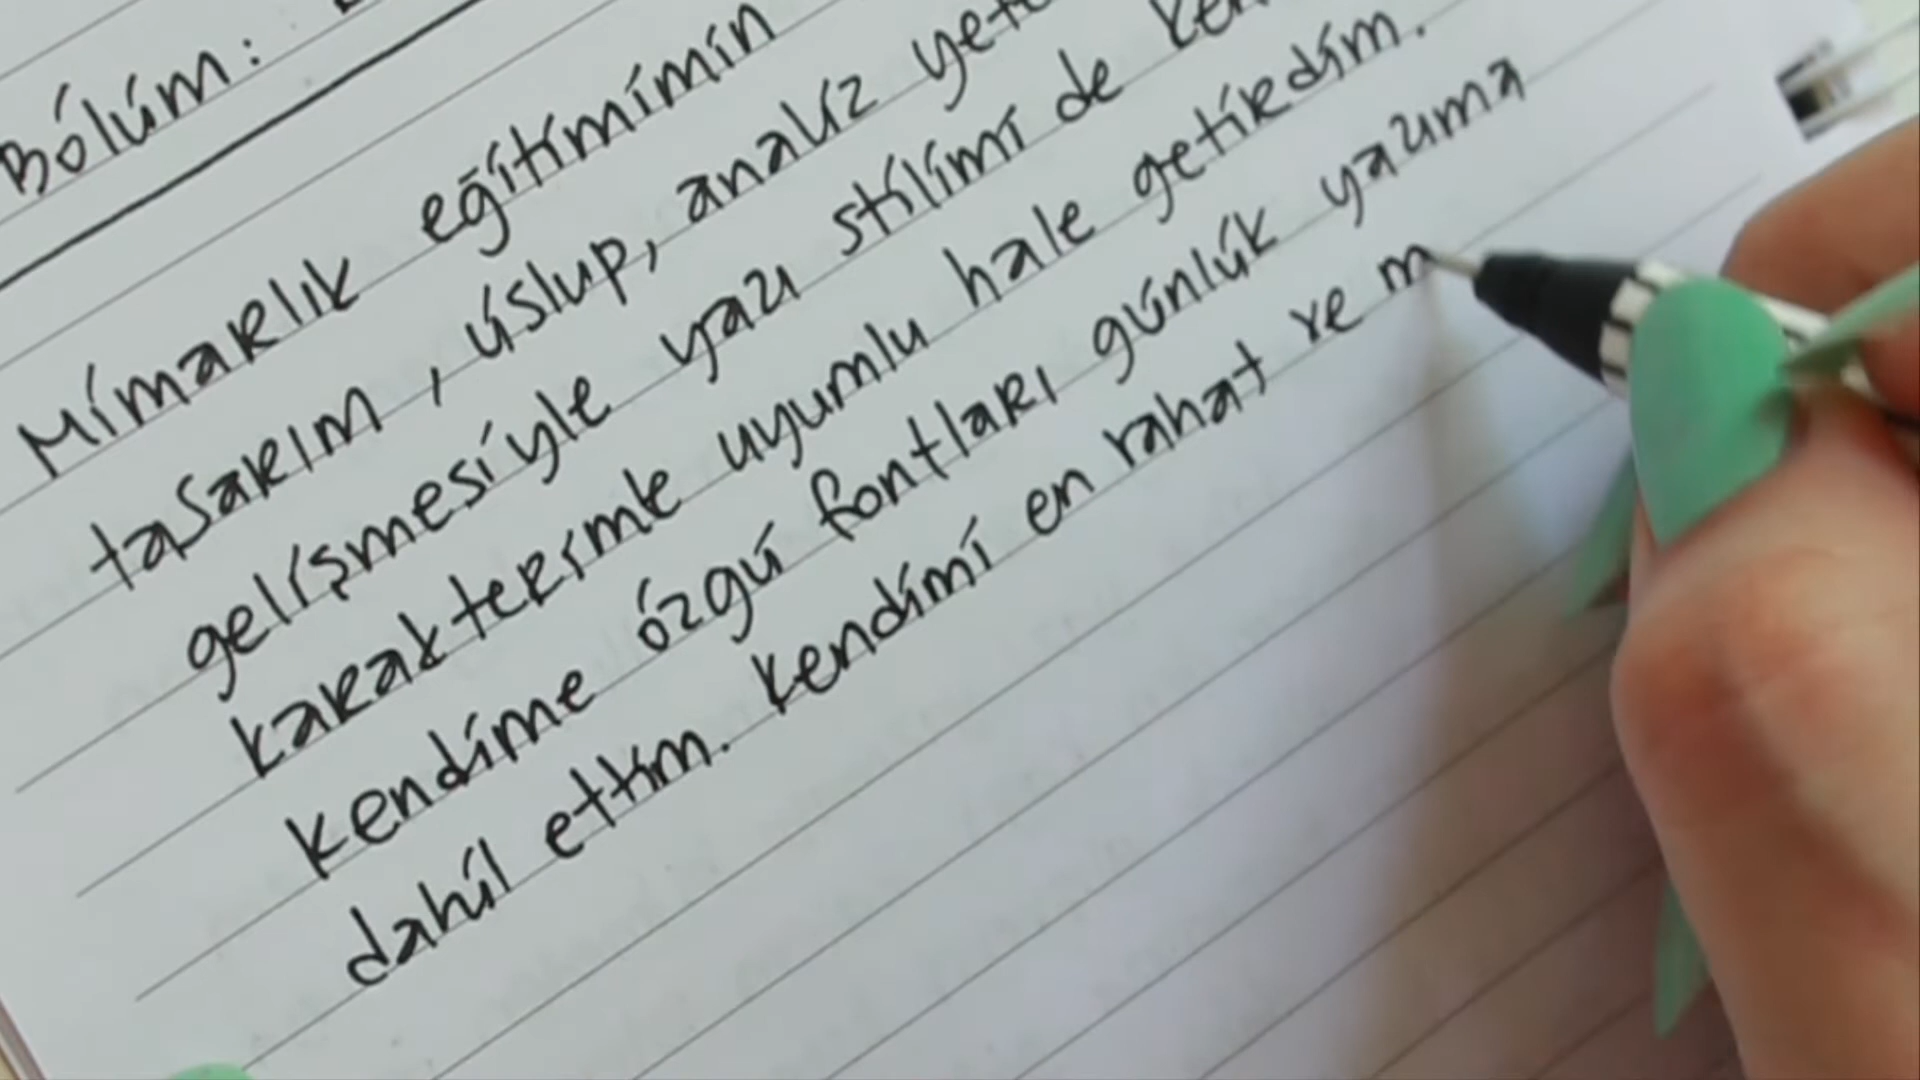 Bölüm:
Mimarlık eğitimimin
tasarım, üslup, analiz
gelişmesiyle yazı stilimi de
karakterimle uyumlu hale getirdim.
kendime özgü fontları günlük yazıma
dahil ettim. Kendimi en rahat ve m